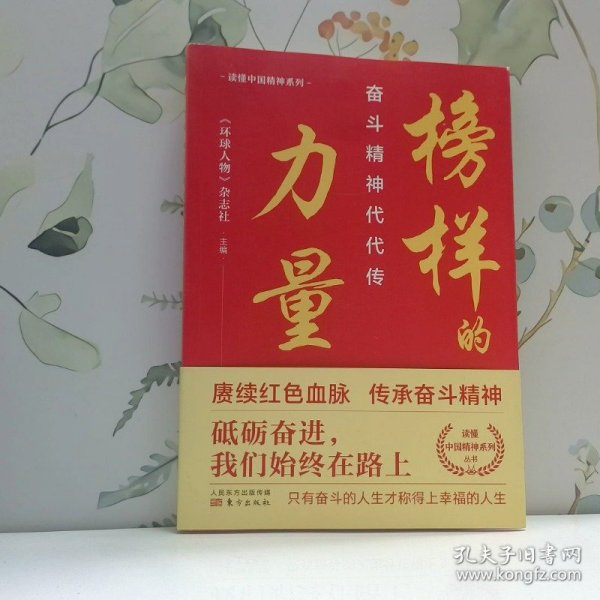 -读懂中国精神系列-
榜样的
力量
奋斗精神代代传
《环球人物》杂志社·主编
赓续红色血脉 传承奋斗精神
砥砺奋进，
我们始终在路上
读懂
中国精神系列
丛书
人民东方出版传媒
东方出版社
只有奋斗的人生才称得上幸福的人生
孔夫子旧书网
www.kongfz.com